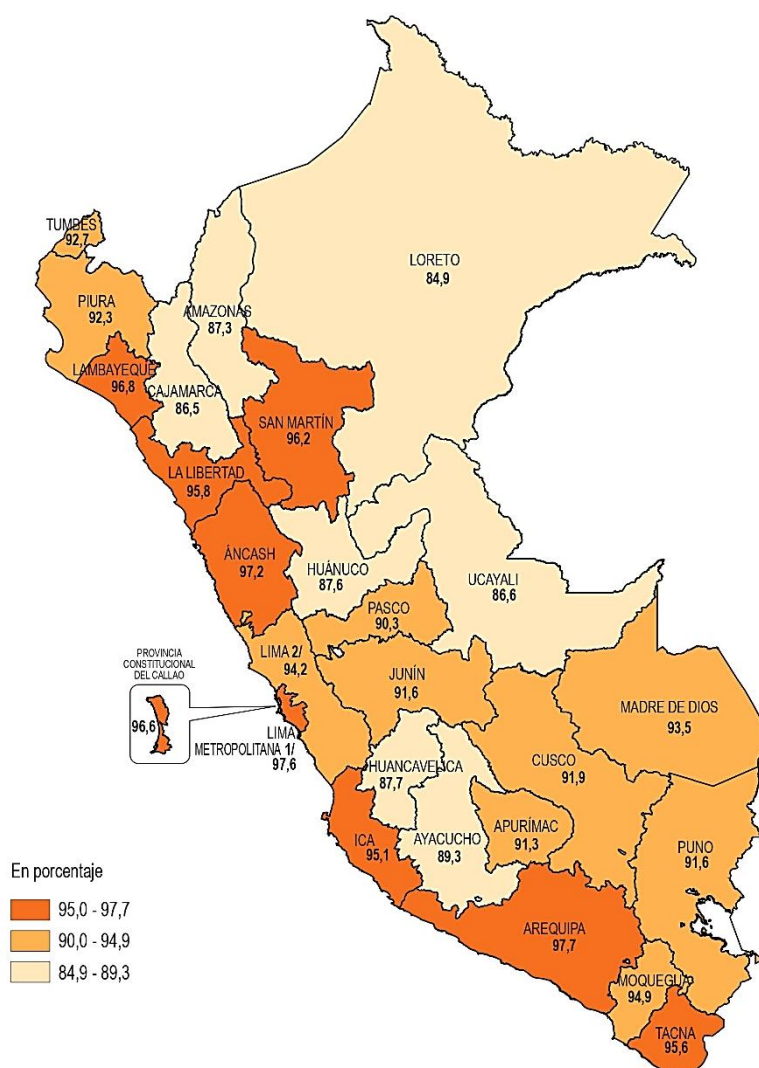 TUMBES
92,7
PIURA
92,3
LAMBAYEQUE
96,8
CAJAMARCA
86,5
AMAZONAS
87,3
LORETO
84,9
SAN MARTÍN
96,2
LA LIBERTAD
95,8
ÁNCASH
97,2
HUÁNUCO
87,6
UCAYALI
86,6
PASCO
90,3
LIMA 2/
94,2
JUNÍN
91,6
PROVINCIA
CONSTITUCIONAL
DEL CALLAO
96,6
LIMA
METROPOLITANA 1/
97,6
MADRE DE DIOS
93,5
HUANCAVELICA
87,7
CUSCO
91,9
ICA
95,1
AYACUCHO
89,3
APURÍMAC
91,3
PUNO
91,6
AREQUIPA
97,7
MOQUEGUA
94,9
TACNA
95,6
En porcentaje
95,0 - 97,7
90,0 - 94,9
84,9 - 89,3